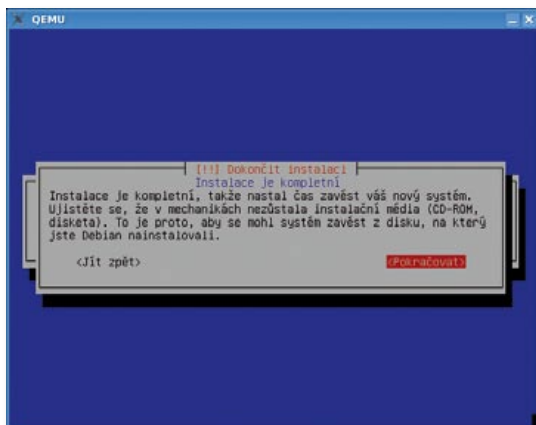 QEMU
[!!] Dokončit instalaci
Instalace je kompletní
Instalace je kompletní, takže nastal čas zavést váš nový systém.
Ujistěte se, že v mechanikách nezůstala instalační média (CD-ROM,
disketa). To je proto, aby se mohl systém zavést z disku, na který
jste Debian nainstalovali.
<Jít zpět> <Pokračovat>